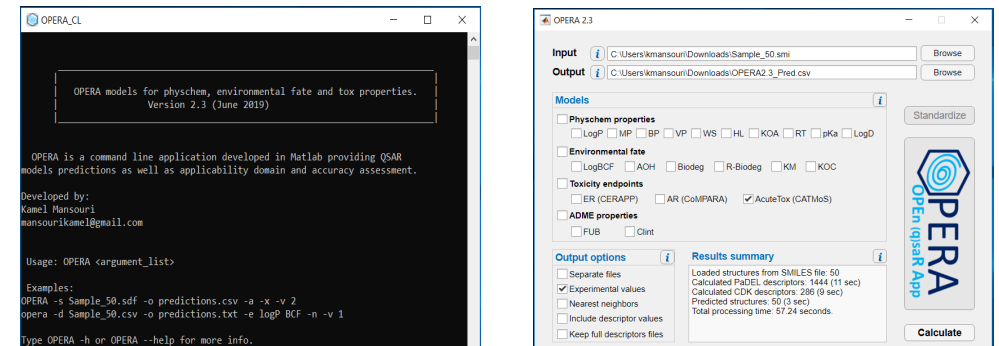 OPERA_CL
OPERA models for physchem, environmental fate and tox properties.
Version 2.3 (June 2019)
OPERA is a command line application developed in Matlab providing QSAR
models predictions as well as applicability domain and accuracy assessment.
Developed by:
Kamel Mansouri
mansourikamel@gmail.com
Usage: OPERA <argument_list>
Examples:
OPERA -s Sample_50.sdf -o predictions.csv -a -x -v 2
opera -d Sample_50.csv -o predictions.txt -e logP BCF -n -v 1
Type OPERA -h or OPERA --help for more info.
OPERA 2.3
Input i C:\Users\kmansouri\Downloads\Sample_50.smi Browse
Output i C:\Users\kmansouri\Downloads\OPERA2.3_Pred.csv Browse
Models i
Standardize
Physchem properties
LogP MP BP VP WS HL KOA RT pKa LogD
Environmental fate
LogBCF AOH Biodeg R-Biodeg KM KOC
Toxicity endpoints
ER (CERAPP) AR (CoMPARA) AcuteTox (CATMoS)
ADME properties
FUB Clint
OPERA
OPEn (q)saR App
Output options i
Separate files
Experimental values
Nearest neighbors
Include descriptor values
Keep full descriptors files
Results summary i
Loaded structures from SMILES file: 50
Calculated PaDEL descriptors: 1444 (11 sec)
Calculated CDK descriptors: 286 (9 sec)
Predicted structures: 50 (3 sec)
Total processing time: 57.24 seconds.
Calculate